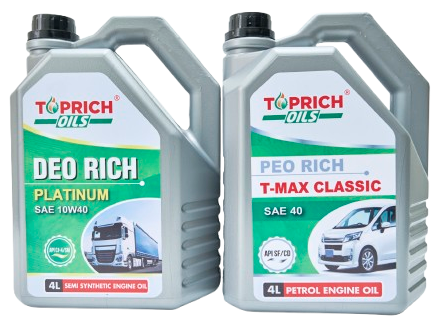 TOPRICH®
OILS
DEO RICH
PLATINUM
SAE 10W40
4L SEMI SYNTHETIC ENGINE OIL
TOPRICH®
OILS
PEO RICH
T-MAX CLASSIC
SAE 40
API SF/CD
4L PETROL ENGINE OIL